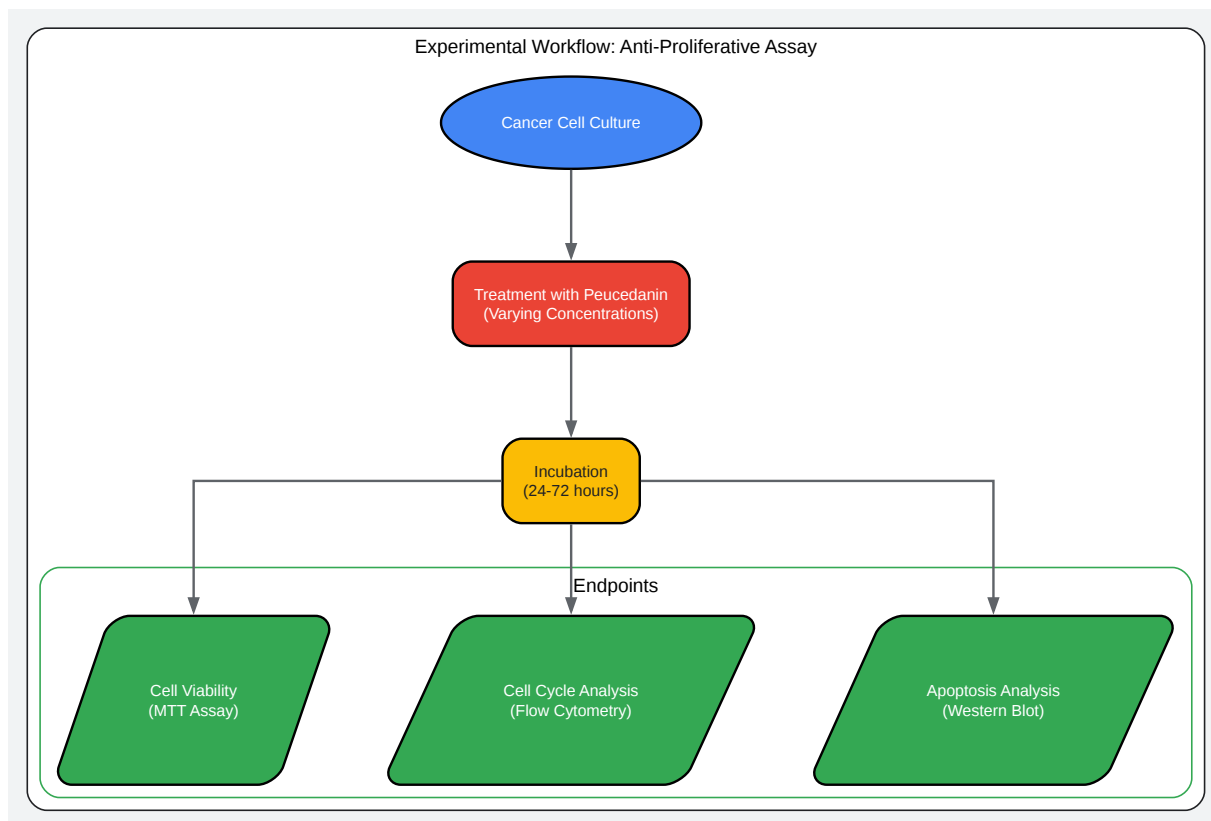 Experimental Workflow: Anti-Proliferative Assay
Cancer Cell Culture
Treatment with Peucedanin
(Varying Concentrations)
Incubation
(24-72 hours)
Endpoints
Cell Viability
(MTT Assay)
Cell Cycle Analysis
(Flow Cytometry)
Apoptosis Analysis
(Western Blot)